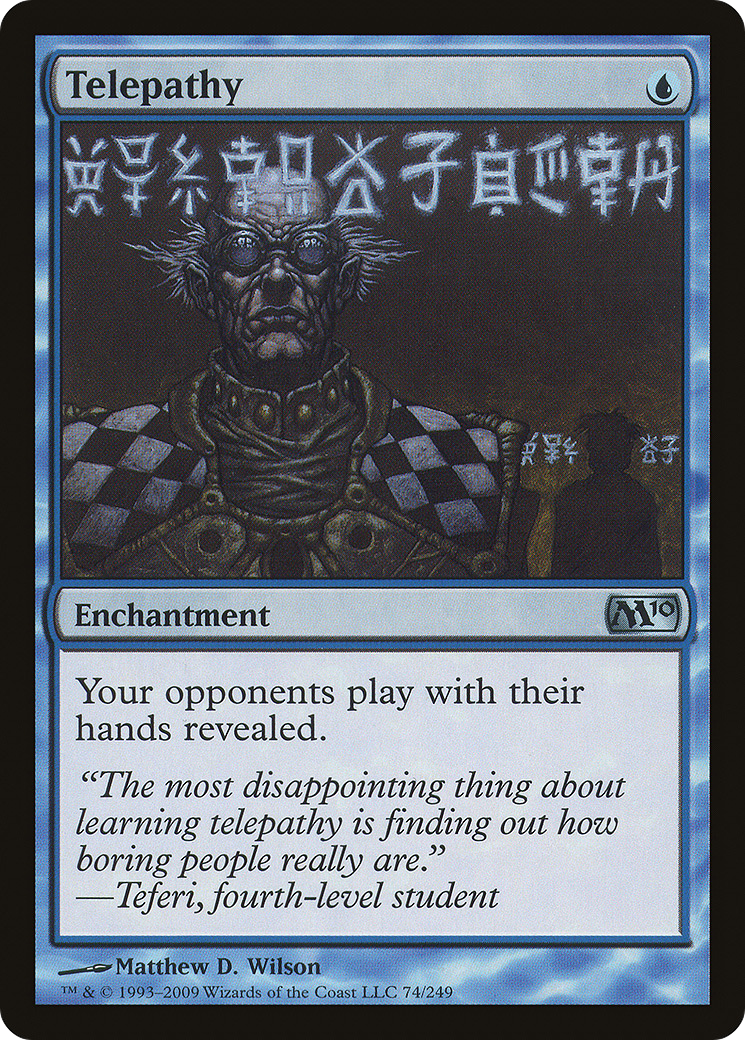 Telepathy
Enchantment
M10
Your opponents play with their
hands revealed.
“The most disappointing thing about
learning telepathy is finding out how
boring people really are.”
—Teferi, fourth-level student
Matthew D. Wilson
™ & © 1993–2009 Wizards of the Coast LLC 74/249